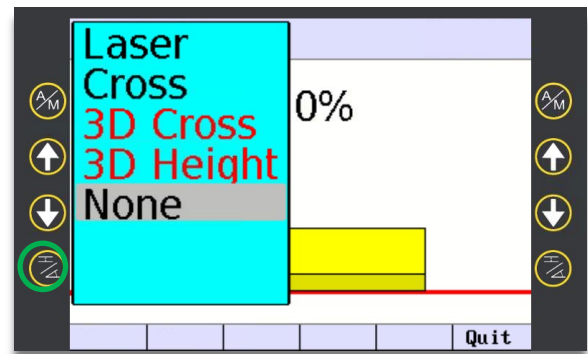 Laser
Cross
3D Cross
3D Height
None
0%
A/M
A/M
Quit